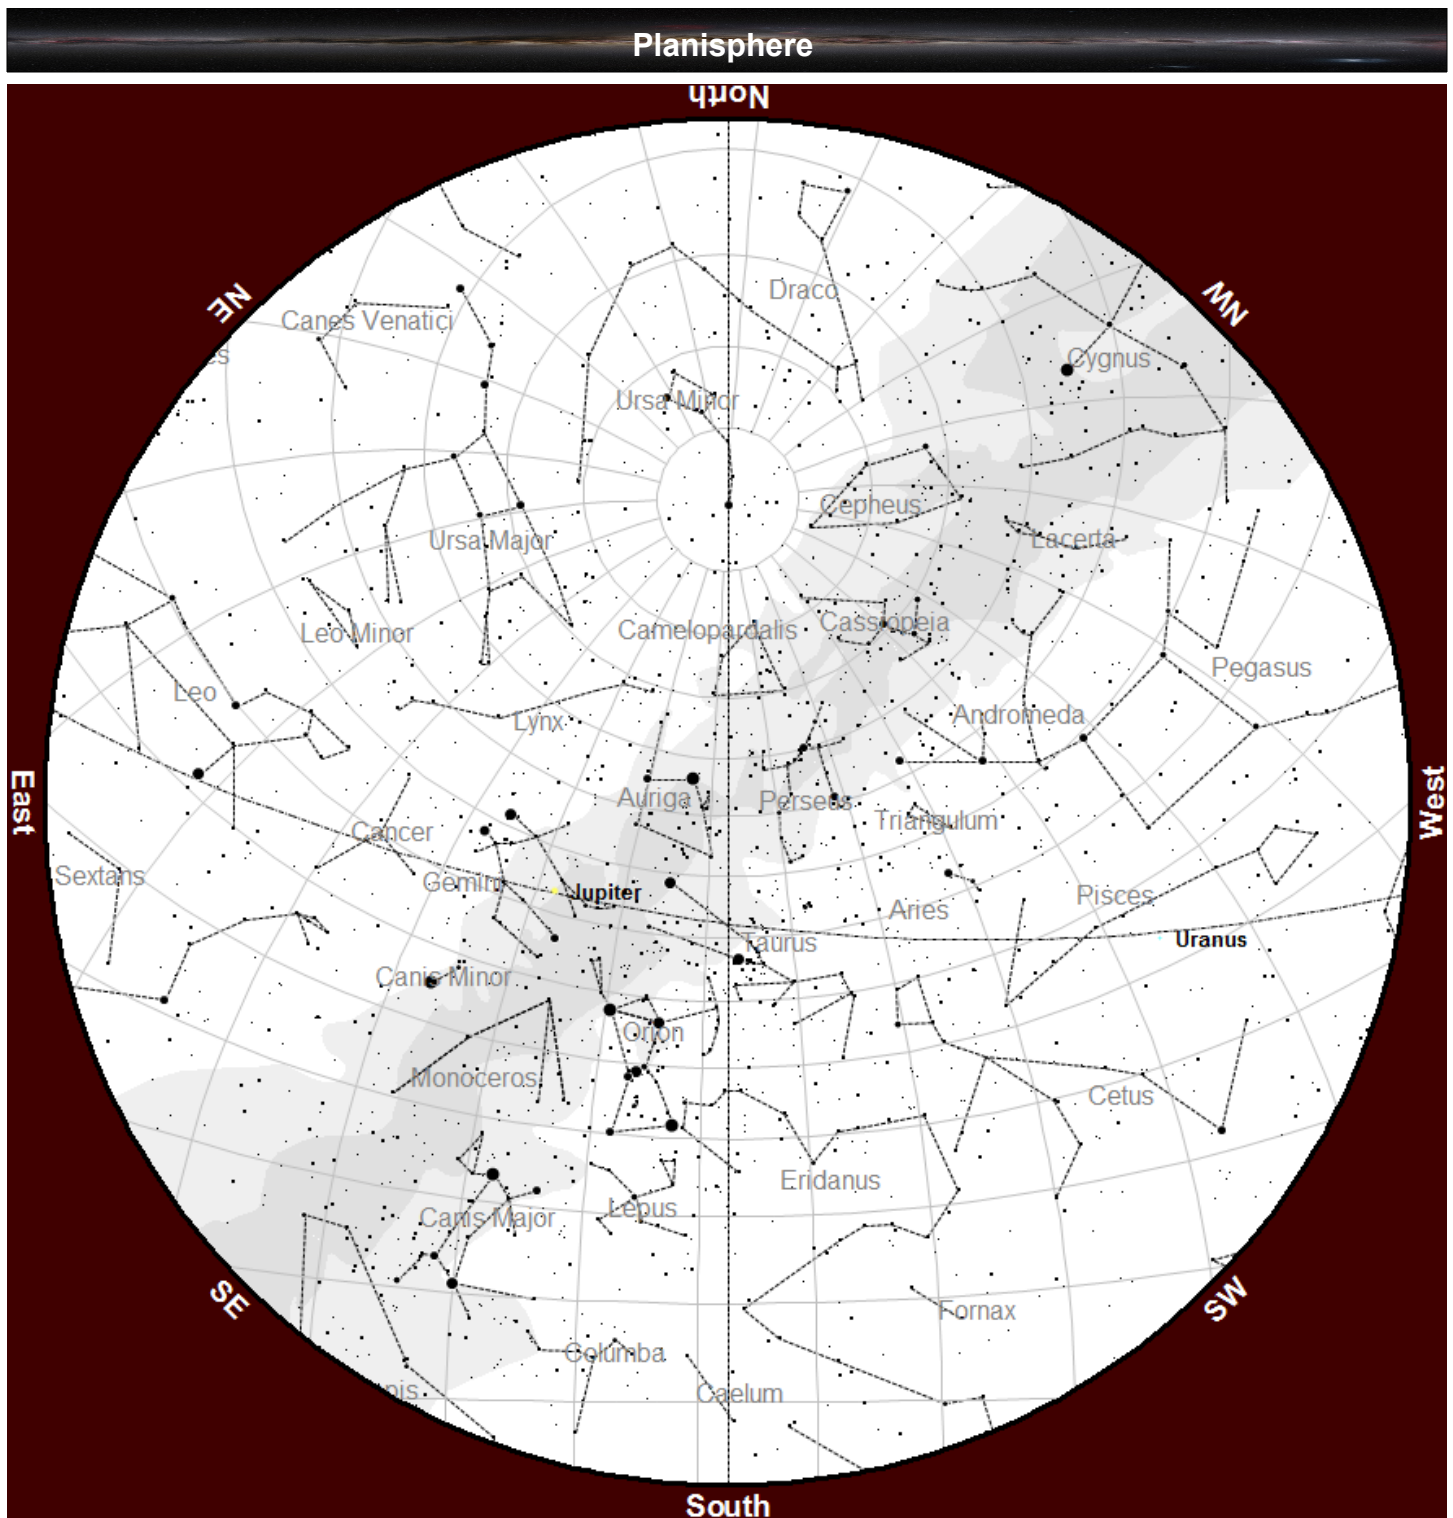 Planisphere
North
Draco
NE
NW
Canes Venatici
es
Cygnus
Ursa Minor
Cepheus
Ursa Major
Lacerta
Leo Minor
Camelopardalis
Cassiopeia
Pegasus
Leo
Lynx
Andromeda
East
West
Auriga
Perseus
Triangulum
Cancer
Sextans
Gemini
Jupiter
Pisces
Aries
Taurus
Uranus
Canis Minor
Orion
Monoceros
Cetus
Eridanus
Lepus
Canis Major
SE
SW
Fornax
Columba
pis
Caelum
South